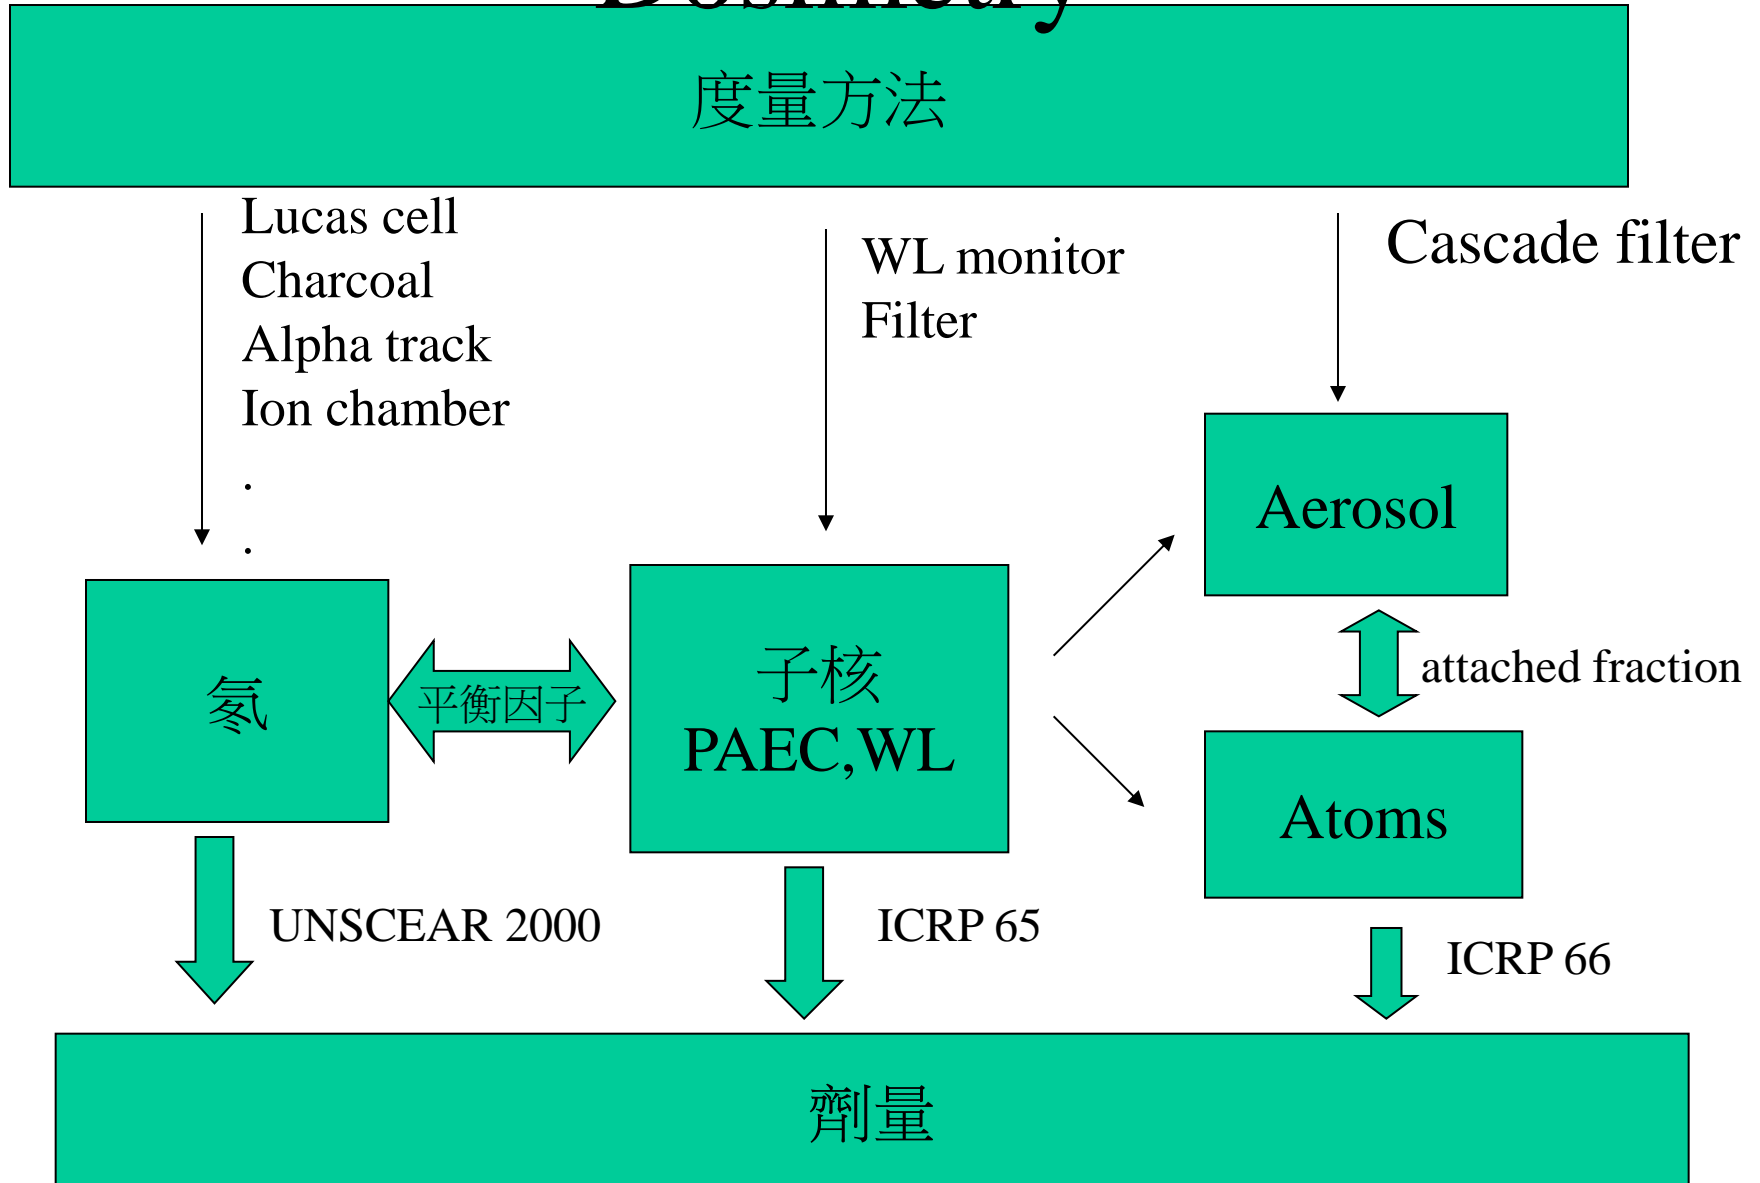 Dosimetry
度量方法
Lucas cell
Charcoal
Alpha track
Ion chamber
.
.
WL monitor
Filter
Cascade filter
Aerosol
attached fraction
Atoms
氡
平衡因子
子核
PAEC,WL
UNSCEAR 2000
ICRP 65
ICRP 66
劑量